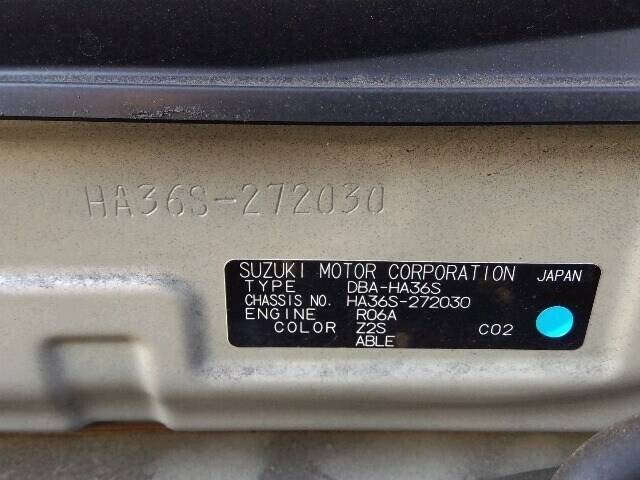 HA36S-272030
SUZUKI MOTOR CORPORATION JAPAN
TYPE DBA-HA36S
CHASSIS NO. HA36S-272030
ENGINE R06A
COLOR Z2S C02
ABLE